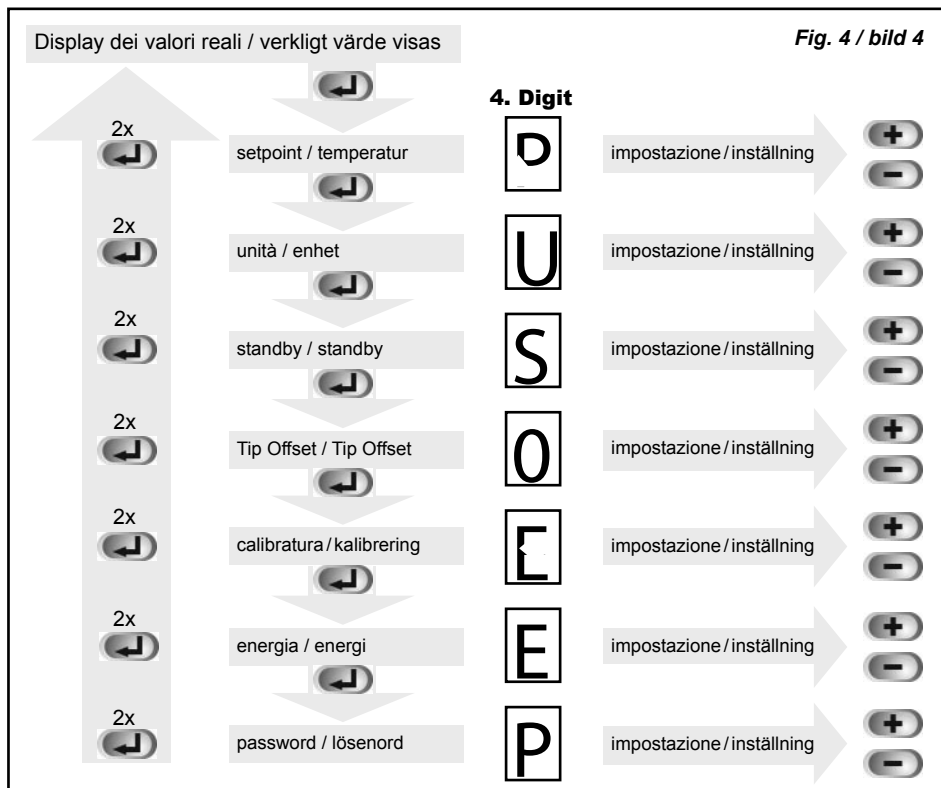 Display dei valori reali / verkligt värde visas
Fig. 4 / bild 4
4. Digit
2x
setpoint / temperatur
impostazione / inställning
+
−
2x
unità / enhet
U
impostazione / inställning
+
−
2x
standby / standby
S
impostazione / inställning
+
−
2x
Tip Offset / Tip Offset
O
impostazione / inställning
+
−
2x
calibratura / kalibrering
impostazione / inställning
+
−
2x
energia / energi
E
impostazione / inställning
+
−
2x
password / lösenord
P
impostazione / inställning
+
−